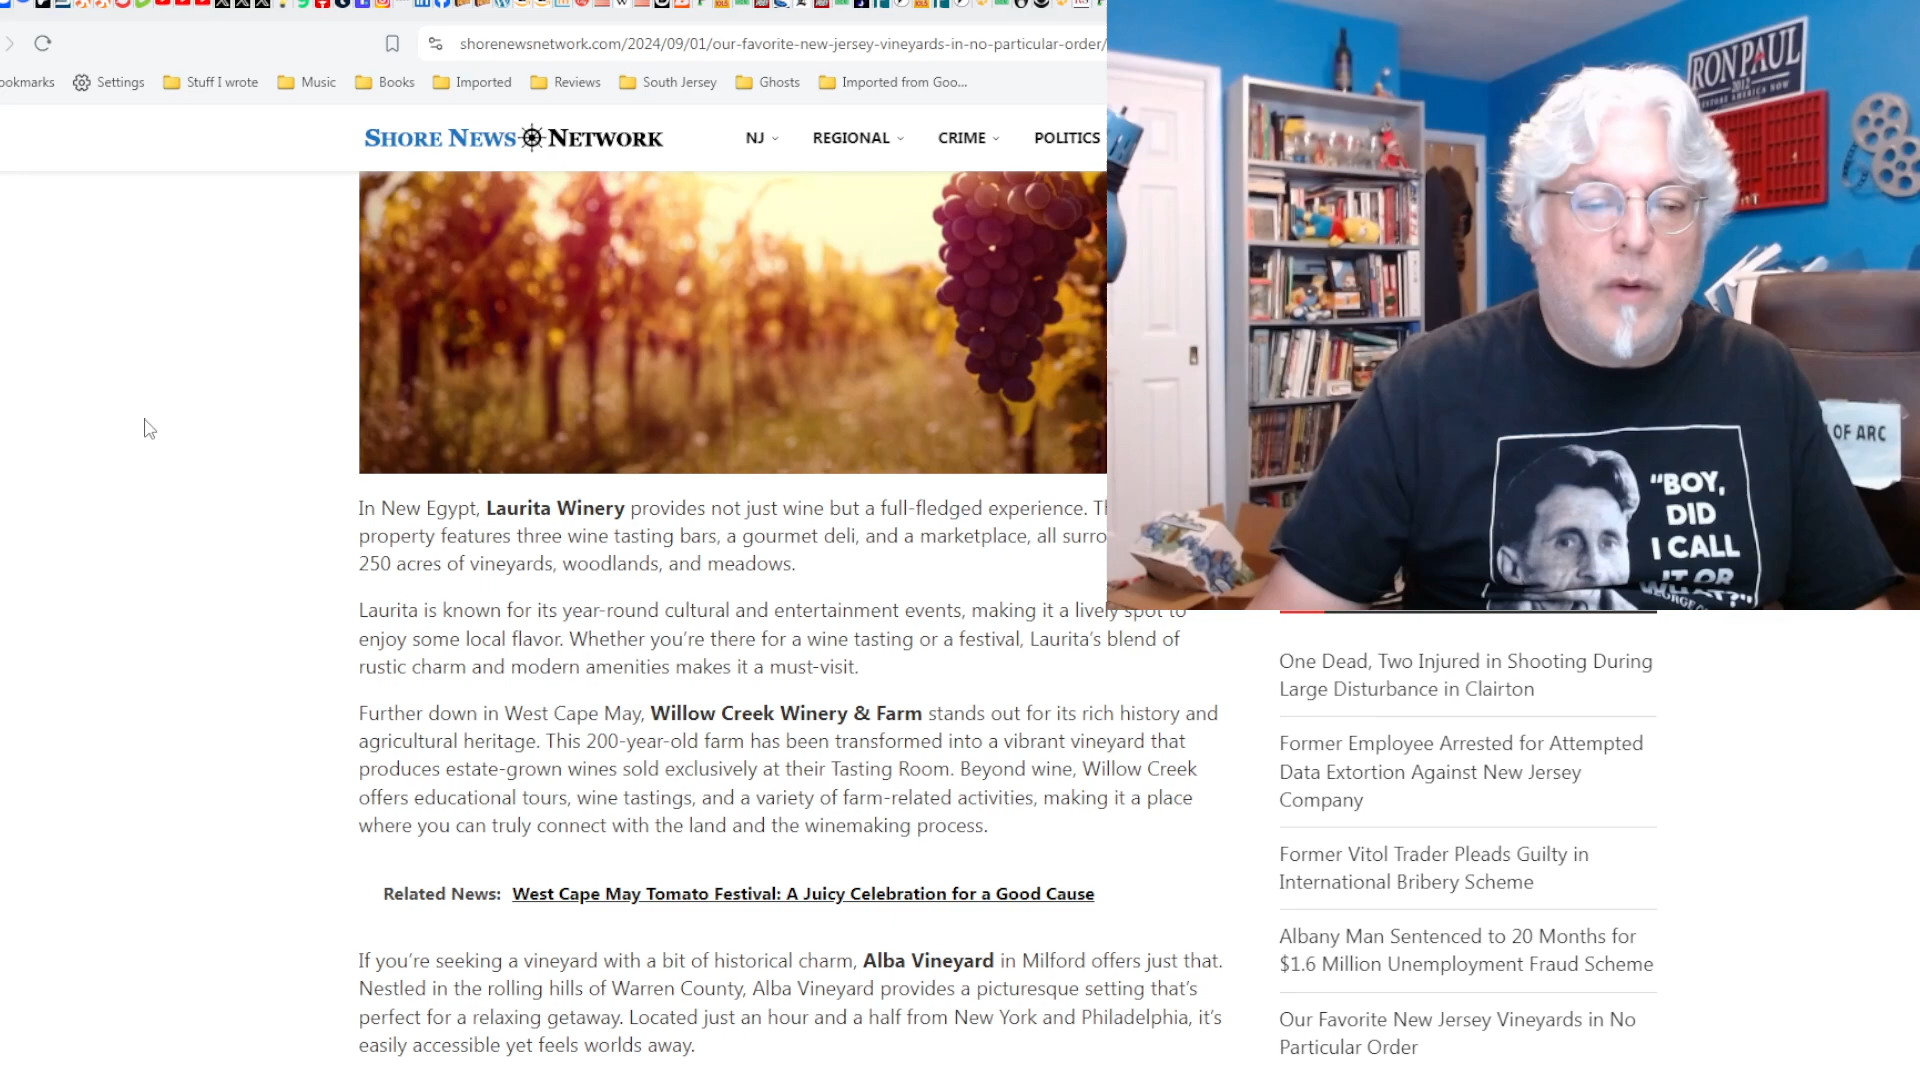 shorenewsnetwork.com/2024/09/01/our-favorite-new-jersey-vineyards-in-no-particular-order/
ookmarks Settings Stuff I wrote Music Books Imported Reviews South Jersey Ghosts Imported from Goo...
SHORE NEWS NETWORK NJ REGIONAL CRIME POLITICS
RON PAUL
2012
RESTORE AMERICA NOW
OF ARC
"BOY,
DID
I CALL
IT OR
WHAT?"
In New Egypt, Laurita Winery provides not just wine but a full-fledged experience.
property features three wine tasting bars, a gourmet deli, and a marketplace, all surro
250 acres of vineyards, woodlands, and meadows.
Laurita is known for its year-round cultural and entertainment events, making it a lively spot to
enjoy some local flavor. Whether you're there for a wine tasting or a festival, Laurita's blend of
rustic charm and modern amenities makes it a must-visit.
Further down in West Cape May, Willow Creek Winery & Farm stands out for its rich history and
agricultural heritage. This 200-year-old farm has been transformed into a vibrant vineyard that
produces estate-grown wines sold exclusively at their Tasting Room. Beyond wine, Willow Creek
offers educational tours, wine tastings, and a variety of farm-related activities, making it a place
where you can truly connect with the land and the winemaking process.
Related News: West Cape May Tomato Festival: A Juicy Celebration for a Good Cause
If you're seeking a vineyard with a bit of historical charm, Alba Vineyard in Milford offers just that.
Nestled in the rolling hills of Warren County, Alba Vineyard provides a picturesque setting that's
perfect for a relaxing getaway. Located just an hour and a half from New York and Philadelphia, it's
easily accessible yet feels worlds away.
One Dead, Two Injured in Shooting During
Large Disturbance in Clairton
Former Employee Arrested for Attempted
Data Extortion Against New Jersey
Company
Former Vitol Trader Pleads Guilty in
International Bribery Scheme
Albany Man Sentenced to 20 Months for
$1.6 Million Unemployment Fraud Scheme
Our Favorite New Jersey Vineyards in No
Particular Order